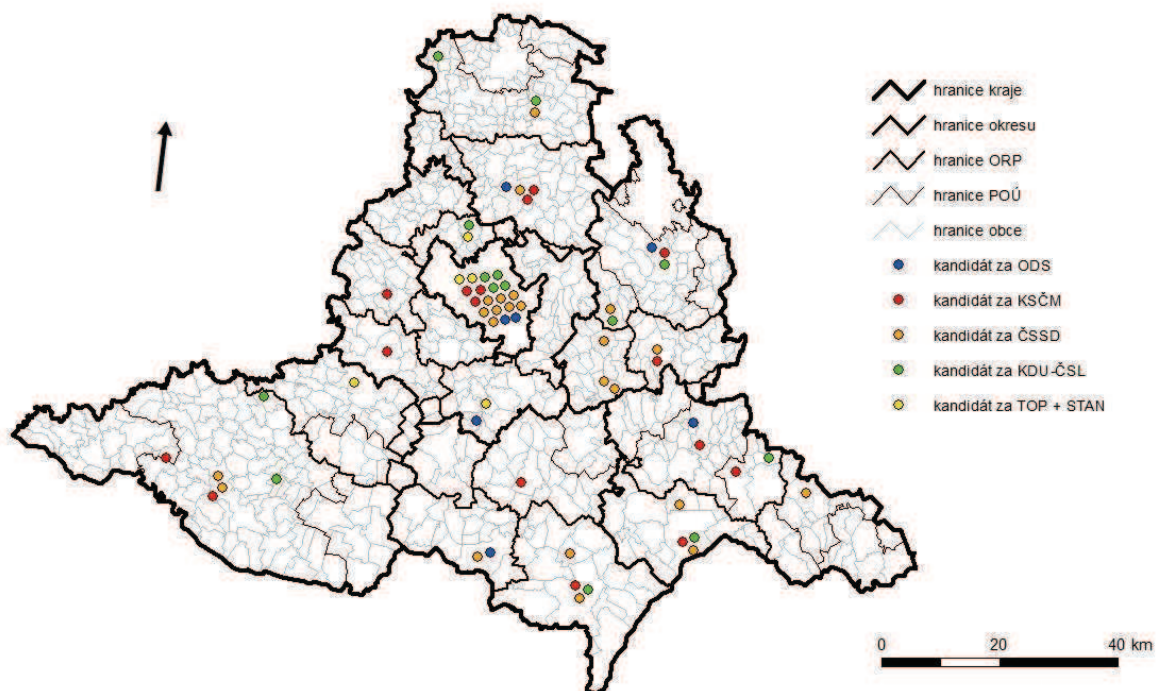 hranice kraje
hranice okresu
hranice ORP
hranice POÚ
hranice obce
kandidát za ODS
kandidát za KSČM
kandidát za ČSSD
kandidát za KDU-ČSL
kandidát za TOP + STAN
0 20 40 km